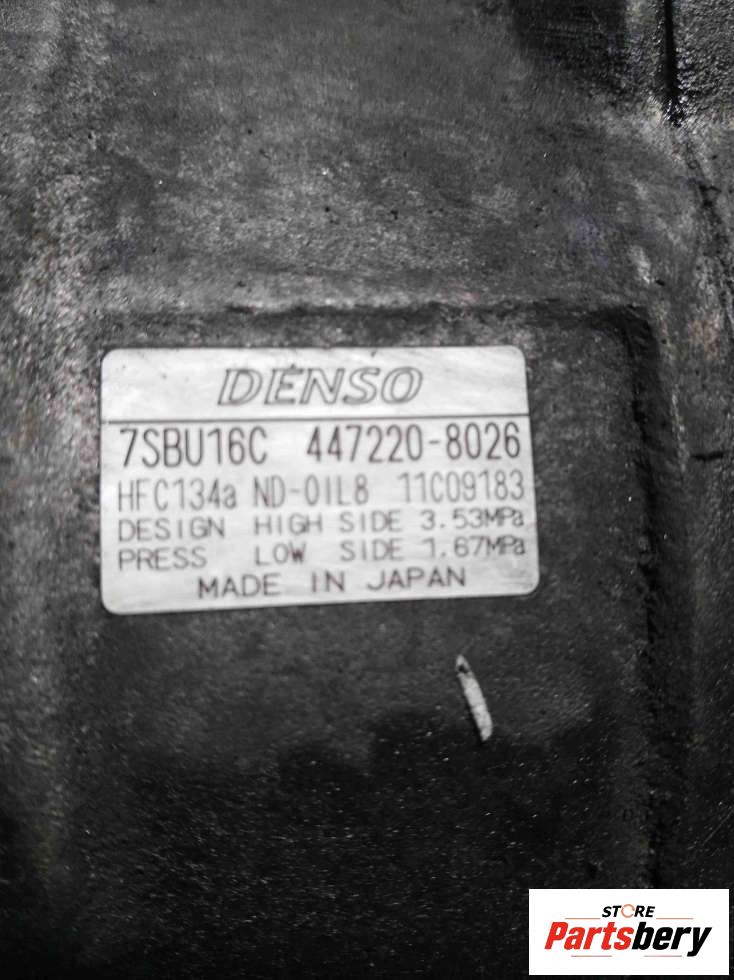 DENSO
7SBU16C 447220-8026
HFC134a ND-OIL8 11C09183
DESIGN HIGH SIDE 3.53MPa
PRESS LOW SIDE 1.67MPa
MADE IN JAPAN
STORE
Partsbery